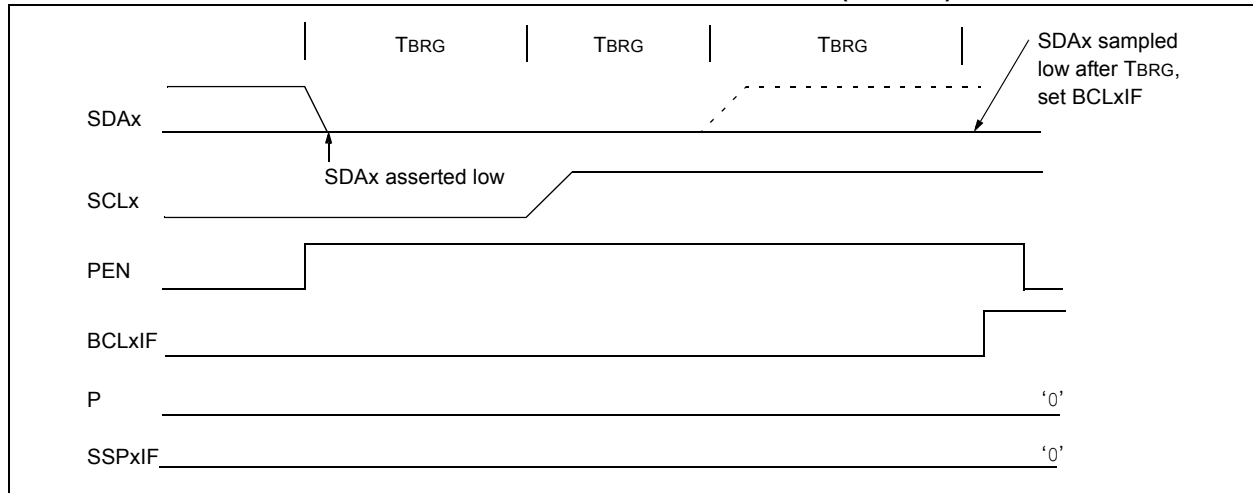 TBRG TBRG TBRG
SDAx sampled
low after TBRG,
set BCLxIF
SDAx
SDAx asserted low
SCLx
PEN
BCLxIF
P
‘0’
SSPxIF
‘0’